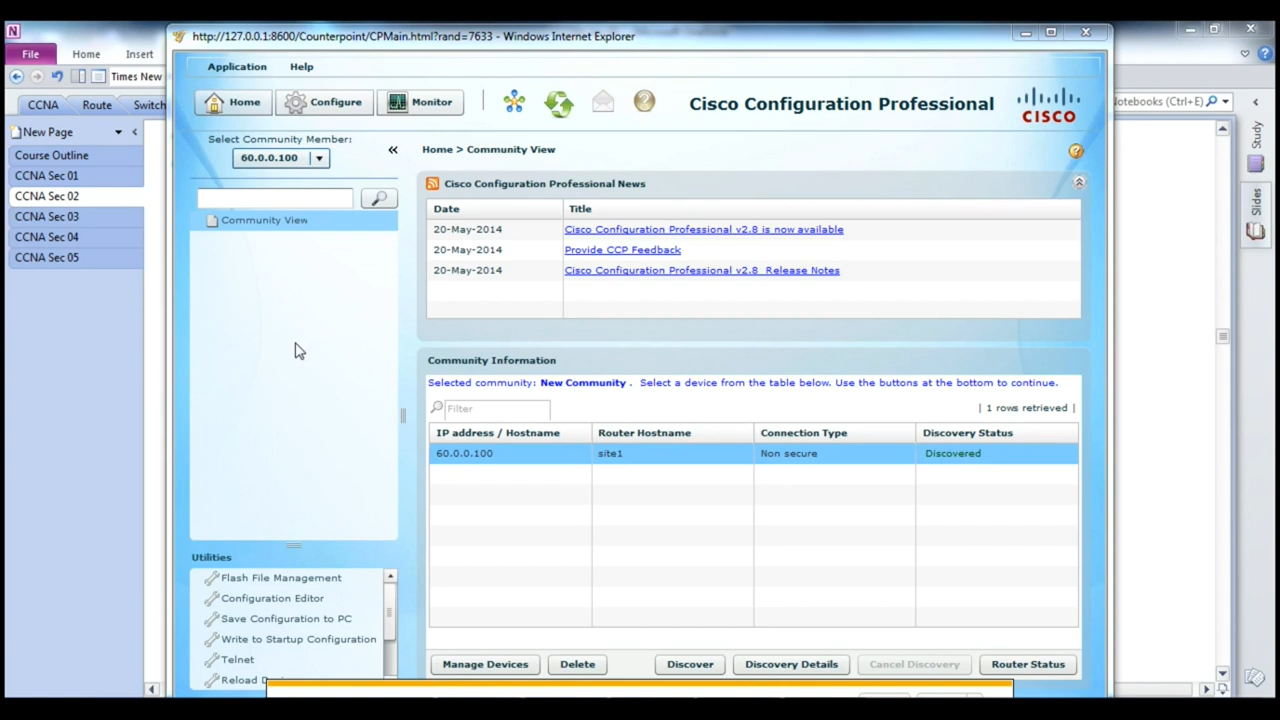 http://127.0.0.1:8600/Counterpoint/CPMain.html?rand=7633 - Windows Internet Explorer
File
Home
Insert
Times New
CCNA
Route
Switch
Notebooks (Ctrl+E)
New Page
Course Outline
CCNA Sec 01
CCNA Sec 02
CCNA Sec 03
CCNA Sec 04
CCNA Sec 05
Application Help
Home Configure Monitor
Cisco Configuration Professional
CISCO
Select Community Member:
60.0.0.100
Community View
Home > Community View
Cisco Configuration Professional News
Date Title
20-May-2014 Cisco Configuration Professional v2.8 is now available
20-May-2014 Provide CCP Feedback
20-May-2014 Cisco Configuration Professional v2.8 Release Notes
Community Information
Selected community: New Community . Select a device from the table below. Use the buttons at the bottom to continue.
Filter
| 1 rows retrieved |
IP address / Hostname Router Hostname Connection Type Discovery Status
60.0.0.100 site1 Non secure Discovered
Utilities
Flash File Management
Configuration Editor
Save Configuration to PC
Write to Startup Configuration
Telnet
Reload
Manage Devices Delete Discover Discovery Details Cancel Discovery Router Status
Study
Slides